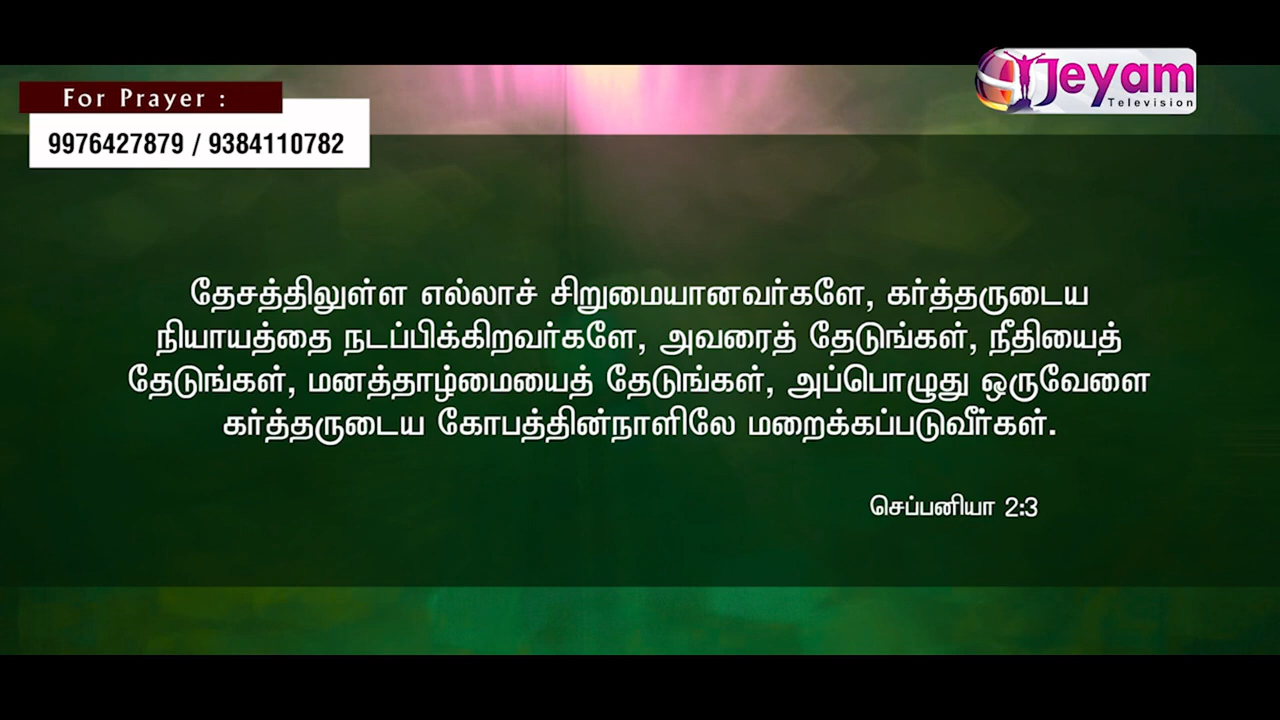 For Prayer :
9976427879 / 9384110782
Jeyam
Television
தேசத்திலுள்ள எல்லாச் சிறுமையானவர்களே, கர்த்தருடைய
நியாயத்தை நடப்பிக்கிறவர்களே, அவரைத் தேடுங்கள், நீதியைத்
தேடுங்கள், மனத்தாழ்மையைத் தேடுங்கள், அப்பொழுது ஒருவேளை
கர்த்தருடைய கோபத்தின்நாளிலே மறைக்கப்படுவீர்கள்.
செப்பனியா 2:3